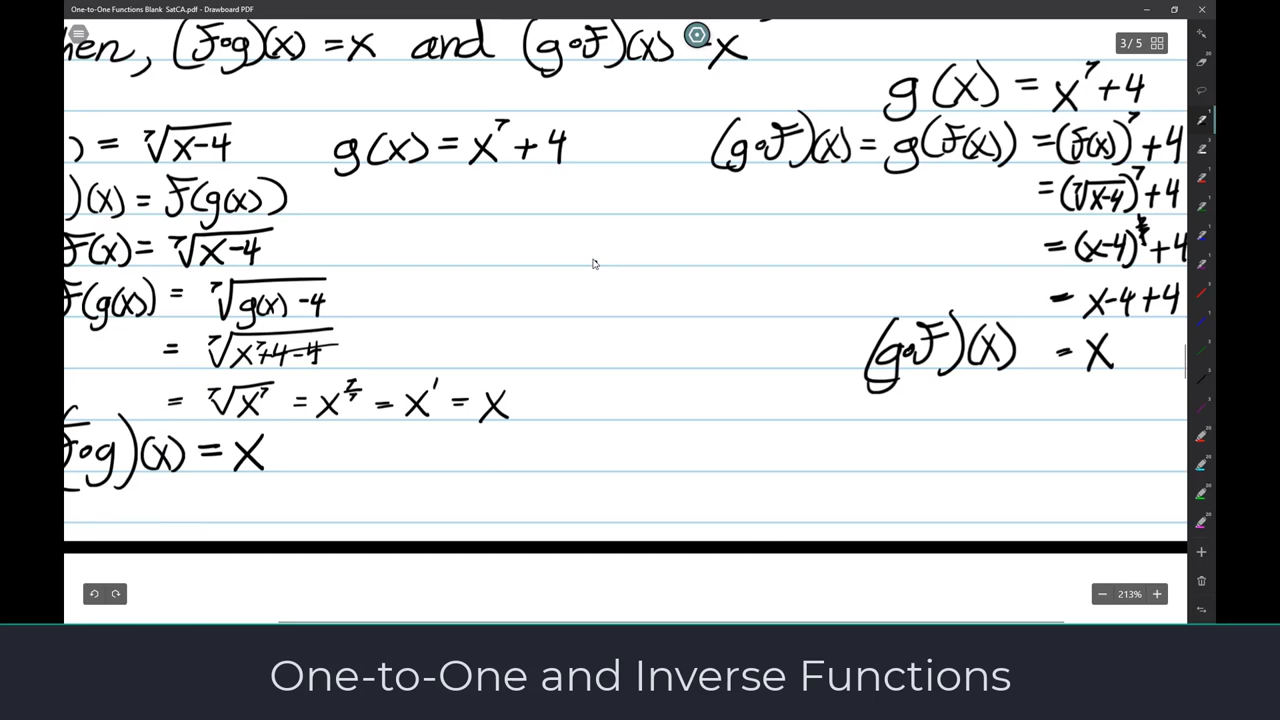 One-to-One Functions Blank SatCA.pdf - Drawboard PDF
hen, (f∘g)(x) = x and (g∘f)(x) = x
3/5
g(x) = x⁷+4
) = ⁷√(x-4)    g(x) = x⁷+4    (g∘f)(x) = g(f(x)) = (f(x))⁷+4
)(x) = f(g(x))    = (⁷√(x-4))⁷+4
f(x) = ⁷√(x-4)    = (x-4)^(7/7)+4
f(g(x)) = ⁷√(g(x)-4)    = x-4+4
= ⁷√(x⁷+4-4)    (g∘f)(x) = x
= ⁷√(x⁷) = x^(7/7) = x¹ = x
(f∘g)(x) = x
213%
One-to-One and Inverse Functions